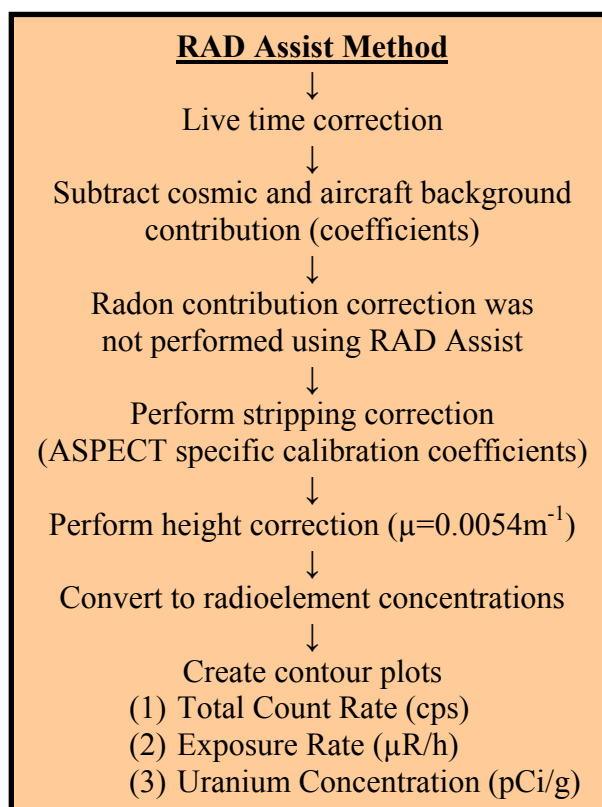 RAD Assist Method
↓
Live time correction
↓
Subtract cosmic and aircraft background
contribution (coefficients)
↓
Radon contribution correction was
not performed using RAD Assist
↓
Perform stripping correction
(ASPECT specific calibration coefficients)
↓
Perform height correction (μ=0.0054m⁻¹)
↓
Convert to radioelement concentrations
↓
Create contour plots
(1) Total Count Rate (cps)
(2) Exposure Rate (μR/h)
(3) Uranium Concentration (pCi/g)